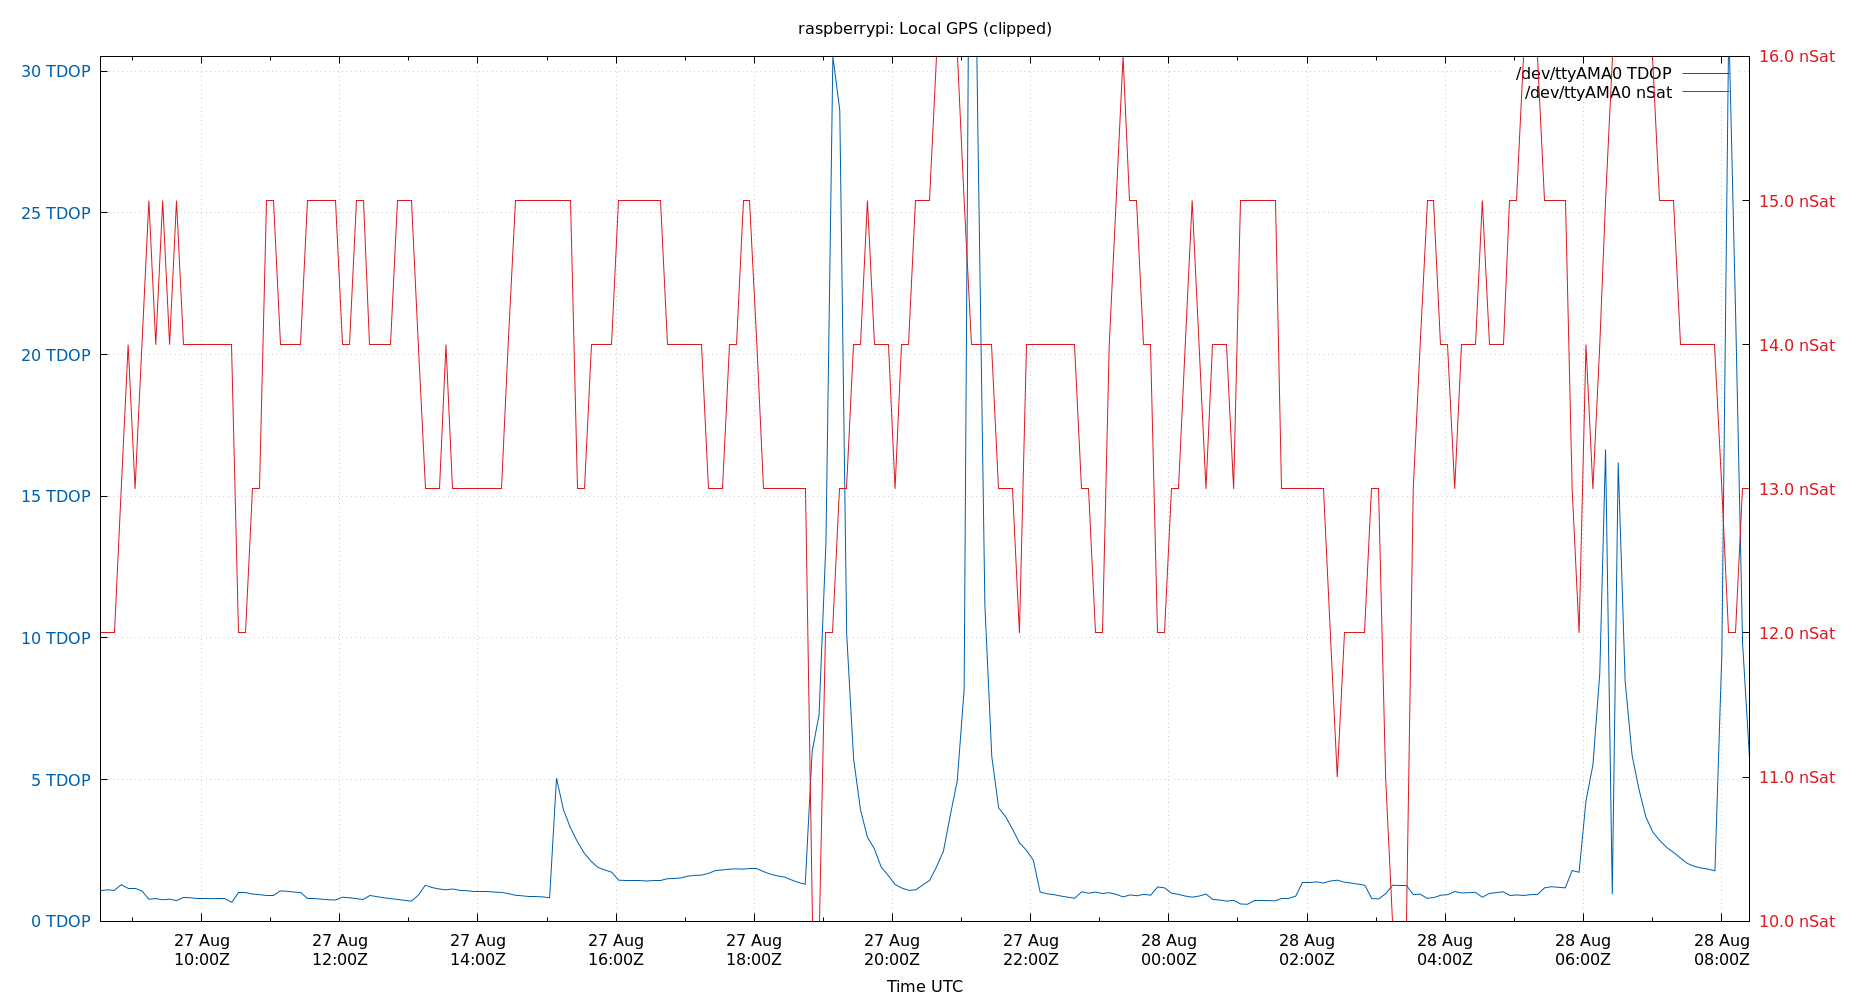 raspberrypi: Local GPS (clipped)
30 TDOP
25 TDOP
20 TDOP
15 TDOP
10 TDOP
5 TDOP
0 TDOP
16.0 nSat
15.0 nSat
14.0 nSat
13.0 nSat
12.0 nSat
11.0 nSat
10.0 nSat
/dev/ttyAMA0 TDOP
/dev/ttyAMA0 nSat
27 Aug
10:00Z
27 Aug
12:00Z
27 Aug
14:00Z
27 Aug
16:00Z
27 Aug
18:00Z
27 Aug
20:00Z
27 Aug
22:00Z
28 Aug
00:00Z
28 Aug
02:00Z
28 Aug
04:00Z
28 Aug
06:00Z
28 Aug
08:00Z
Time UTC